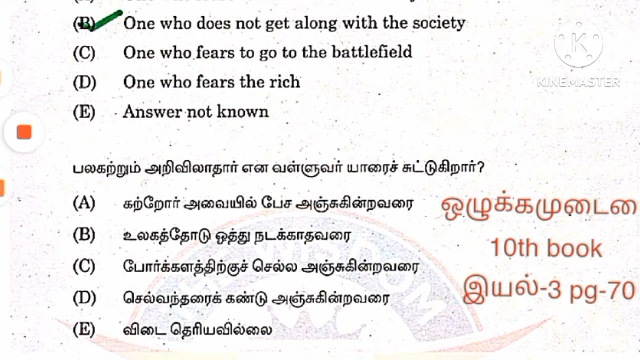 (B) One who does not get along with the society
(C) One who fears to go to the battlefield
(D) One who fears the rich
(E) Answer not known
KINEMASTER
பலகற்றும் அறிவிலாதார் என வள்ளுவர் யாரைச் சுட்டுகிறார்?
(A) கற்றோர் அவையில் பேச அஞ்சுகின்றவரை
(B) உலகத்தோடு ஒத்து நடக்காதவரை
(C) போர்க்களத்திற்குச் செல்ல அஞ்சுகின்றவரை
(D) செல்வந்தரைக் கண்டு அஞ்சுகின்றவரை
(E) விடை தெரியவில்லை
ஒழுக்கமுடைமை
10th book
இயல்-3 pg-70